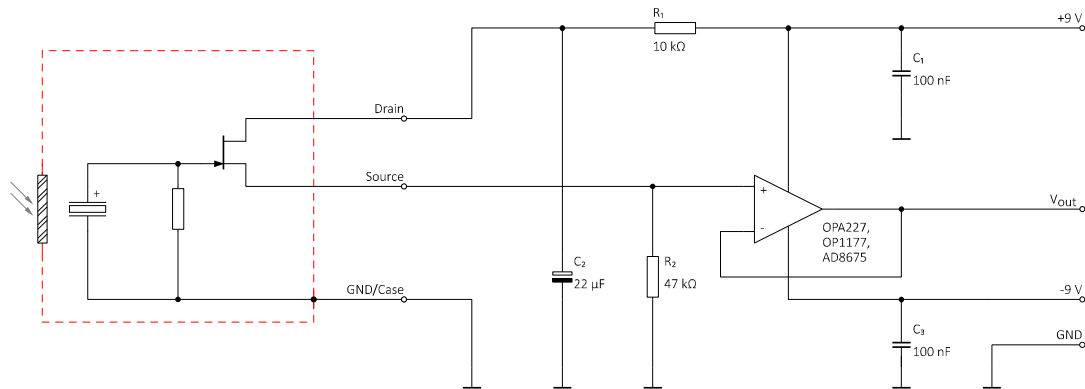 R₁
10 kΩ
+9 V
C₁
100 nF
Drain
Source
+
+
-
Vout
OPA227,
OP1177,
AD8675
C₂
22 µF
R₂
47 kΩ
GND/Case
-9 V
C₃
100 nF
GND